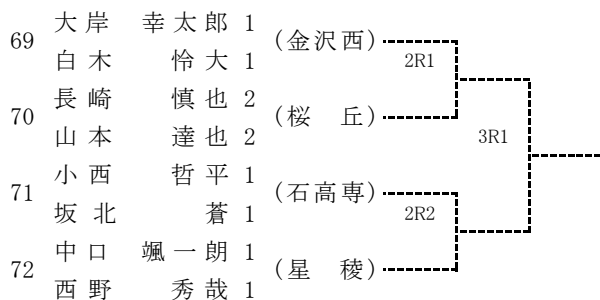 69 大岸 幸太郎 1 (金沢西)
白木 怜大 1
2R1
70 長崎 慎也 2 (桜 丘)
山本 達也 2
3R1
71 小西 哲平 1 (石高専)
坂北 蒼 1
2R2
72 中口 颯一朗 1 (星 稜)
西野 秀哉 1